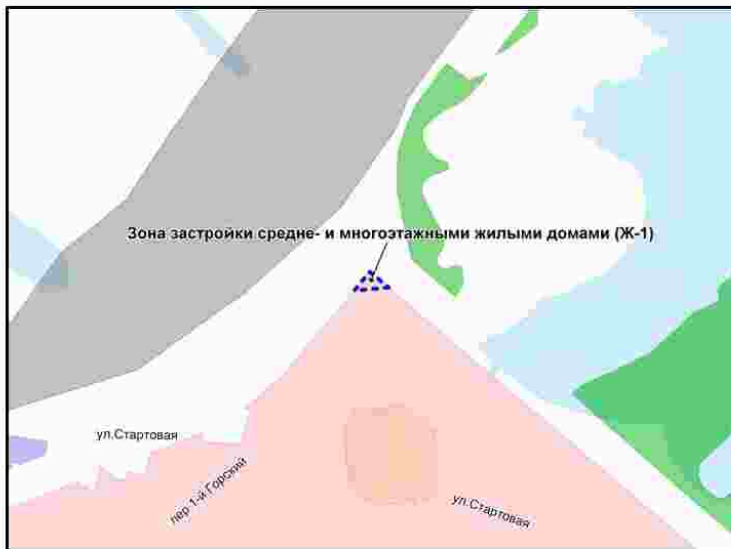 Зона застройки средне- и многоэтажными жилыми домами (Ж-1)
ул.Стартовая
пер 1-й Горский
ул.Стартовая